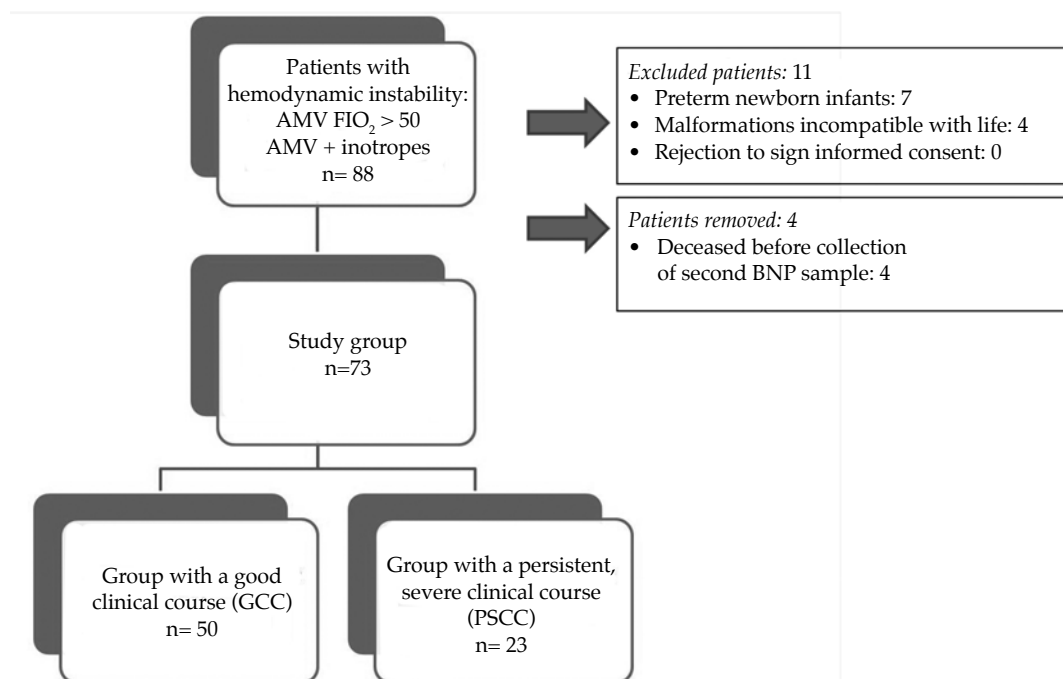 Patients with
hemodynamic instability:
AMV FIO₂ > 50
AMV + inotropes
n= 88
Excluded patients: 11
• Preterm newborn infants: 7
• Malformations incompatible with life: 4
• Rejection to sign informed consent: 0
Patients removed: 4
• Deceased before collection
of second BNP sample: 4
Study group
n=73
Group with a good
clinical course (GCC)
n= 50
Group with a persistent,
severe clinical course
(PSCC)
n= 23